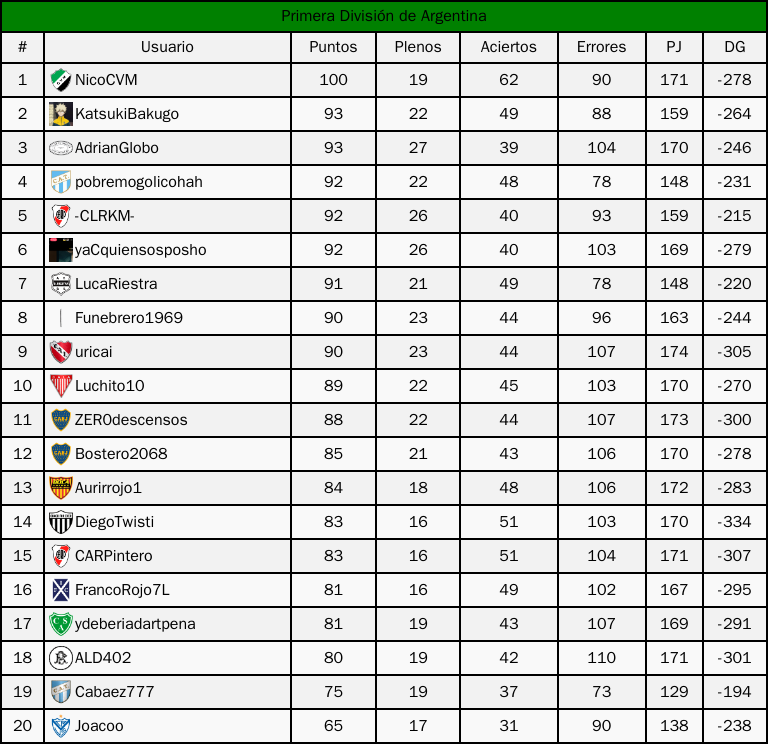 Primera División de Argentina
# Usuario Puntos Plenos Aciertos Errores PJ DG
1 NicoCVM 100 19 62 90 171 -278
2 KatsukiBakugo 93 22 49 88 159 -264
3 AdrianGlobo 93 27 39 104 170 -246
4 pobremogolicohah 92 22 48 78 148 -231
5 -CLRKM- 92 26 40 93 159 -215
6 yaCquiensosposho 92 26 40 103 169 -279
7 LucaRiestra 91 21 49 78 148 -220
8 Funebrero1969 90 23 44 96 163 -244
9 uricai 90 23 44 107 174 -305
10 Luchito10 89 22 45 103 170 -270
11 ZER0descensos 88 22 44 107 173 -300
12 Bostero2068 85 21 43 106 170 -278
13 Aurirrojo1 84 18 48 106 172 -283
14 DiegoTwisti 83 16 51 103 170 -334
15 CARPintero 83 16 51 104 171 -307
16 FrancoRojo7L 81 16 49 102 167 -295
17 ydeberiadartpena 81 19 43 107 169 -291
18 ALD402 80 19 42 110 171 -301
19 Cabaez777 75 19 37 73 129 -194
20 Joacoo 65 17 31 90 138 -238